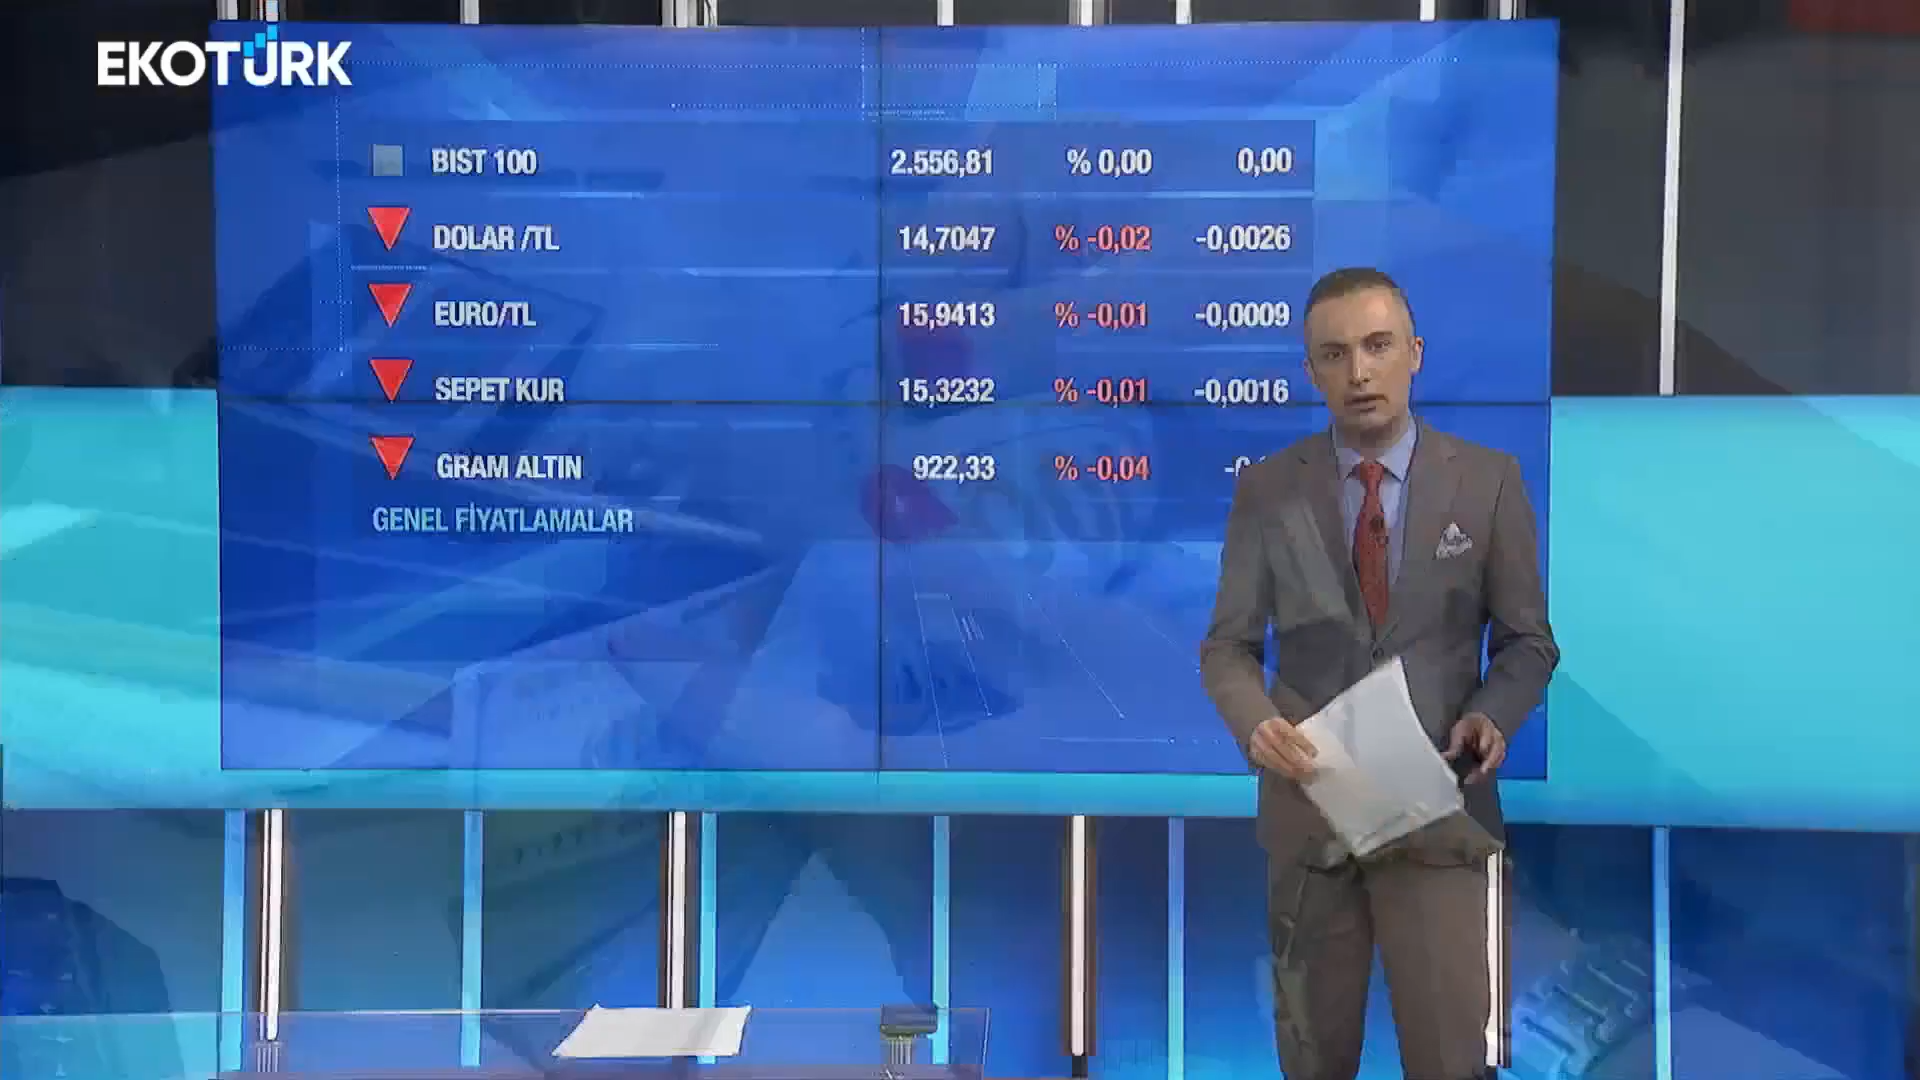 EKOTÜRK
BIST 100 2.556,81 % 0,00 0,00
DOLAR /TL 14,7047 % -0,02 -0,0026
EURO/TL 15,9413 % -0,01 -0,0009
SEPET KUR 15,3232 % -0,01 -0,0016
GRAM ALTIN 922,33 % -0,04
GENEL FİYATLAMALAR